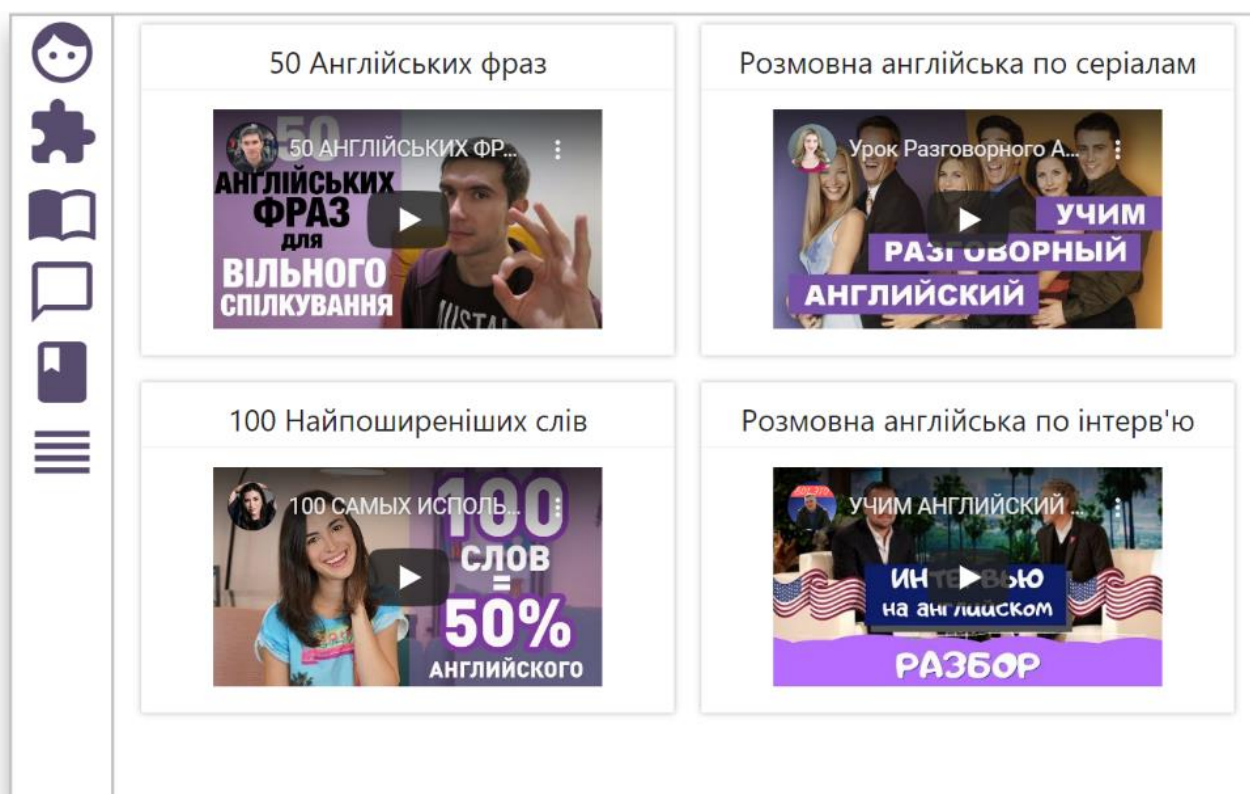 50 Англійських фраз
Розмовна англійська по серіалам
50
50 АНГЛІЙСЬКИХ ФР...
АНГЛІЙСЬКИХ
ФРАЗ
для
ВІЛЬНОГО
СПІЛКУВАННЯ
MUSTA
Урок Разговорного А...
УЧИМ
РАЗГОВОРНЫЙ
АНГЛИЙСКИЙ
100 Найпоширеніших слів
Розмовна англійська по інтерв'ю
100 САМЫХ ИСПОЛЬ...
100
СЛОВ
=
50%
АНГЛИЙСКОГО
УЧИМ АНГЛИЙСКИЙ ...
ИНТЕРВЬЮ
на английском
РАЗБОР